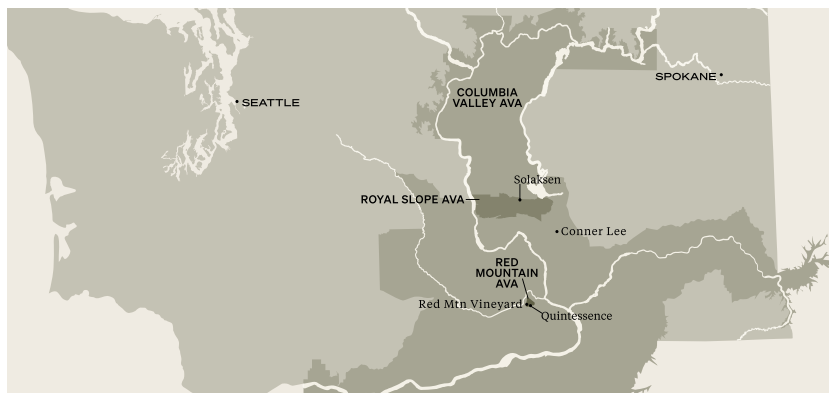 SPOKANE
COLUMBIA
VALLEY AVA
SEATTLE
Solaksen
ROYAL SLOPE AVA
Conner Lee
RED
MOUNTAIN
AVA
Red Mtn Vineyard
Quintessence